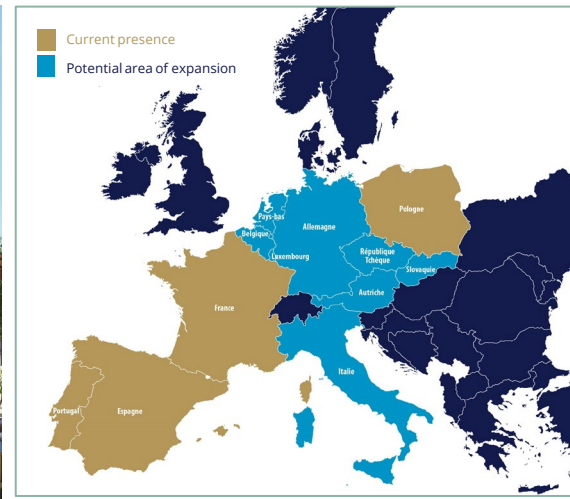 Current presence
Potential area of expansion
Pologne
Pays-bas
Allemagne
Belgique
Luxembourg
République
Tchèque
Slovaquie
Autriche
France
Italie
Portugal
Espagne